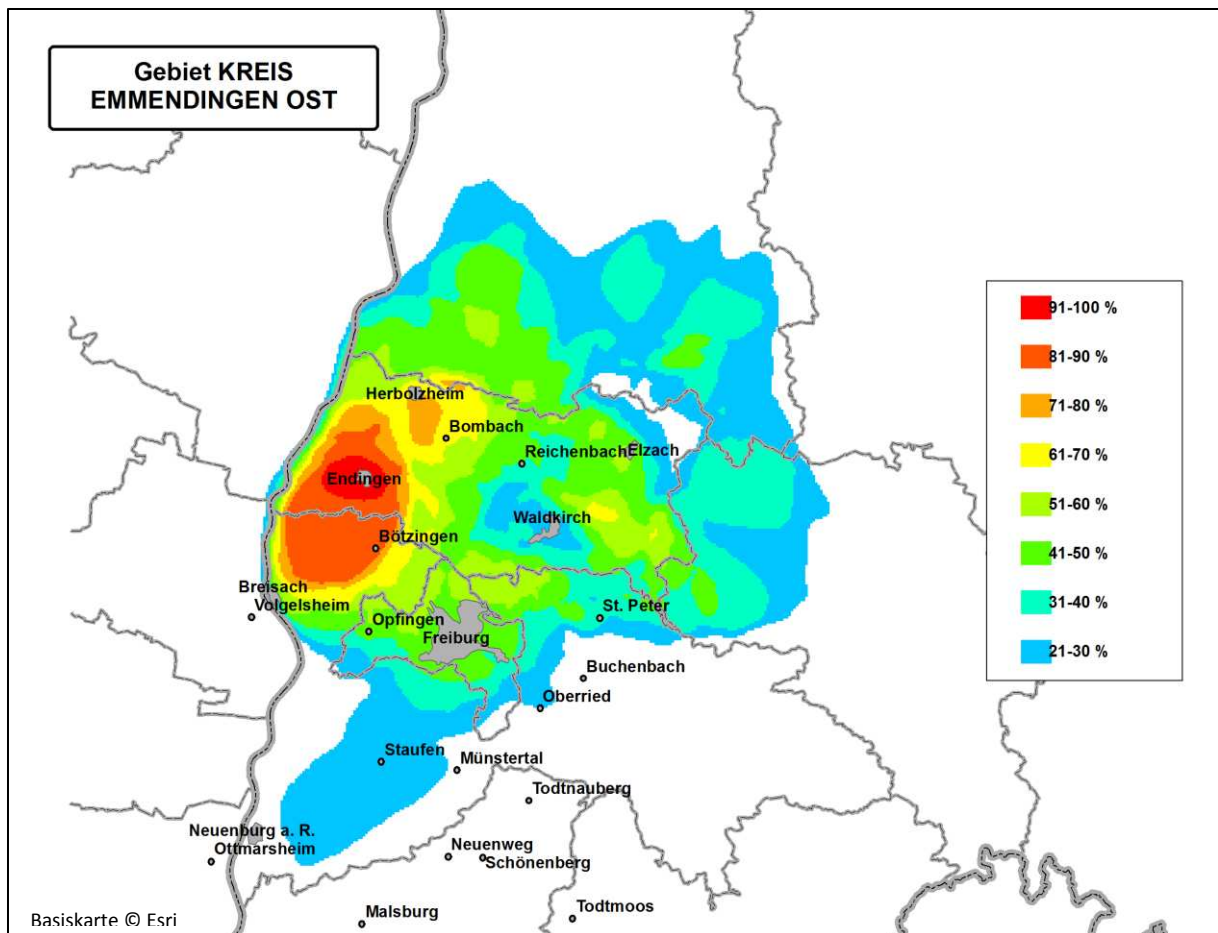 Gebiet KREIS
EMMENDINGEN OST
91-100 %
81-90 %
71-80 %
61-70 %
51-60 %
41-50 %
31-40 %
21-30 %
Herbolzheim
Bombach
Reichenbach
Elzach
Endingen
Waldkirch
Bötzingen
Breisach
Volgelsheim
Opfingen
St. Peter
Freiburg
Buchenbach
Oberried
Staufen
Münstertal
Todtnauberg
Neuenburg a. R.
Ottmarsheim
Neuenweg
Schönenberg
Malsburg
Todtmoos
Basiskarte © Esri